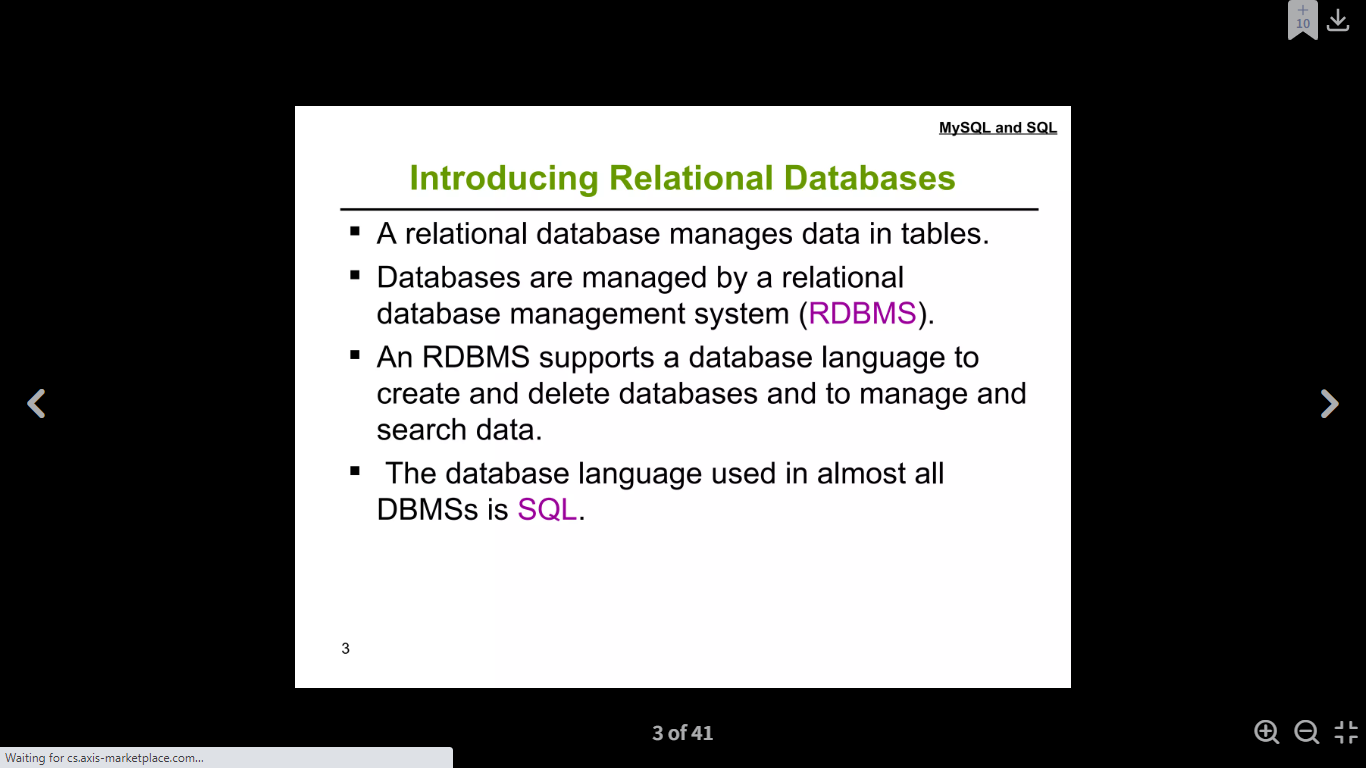 +
10
MySQL and SQL
Introducing Relational Databases
▪ A relational database manages data in tables.
▪ Databases are managed by a relational
database management system (RDBMS).
▪ An RDBMS supports a database language to
create and delete databases and to manage and
search data.
▪ The database language used in almost all
DBMSs is SQL.
3
3 of 41
Waiting for cs.axis-marketplace.com...